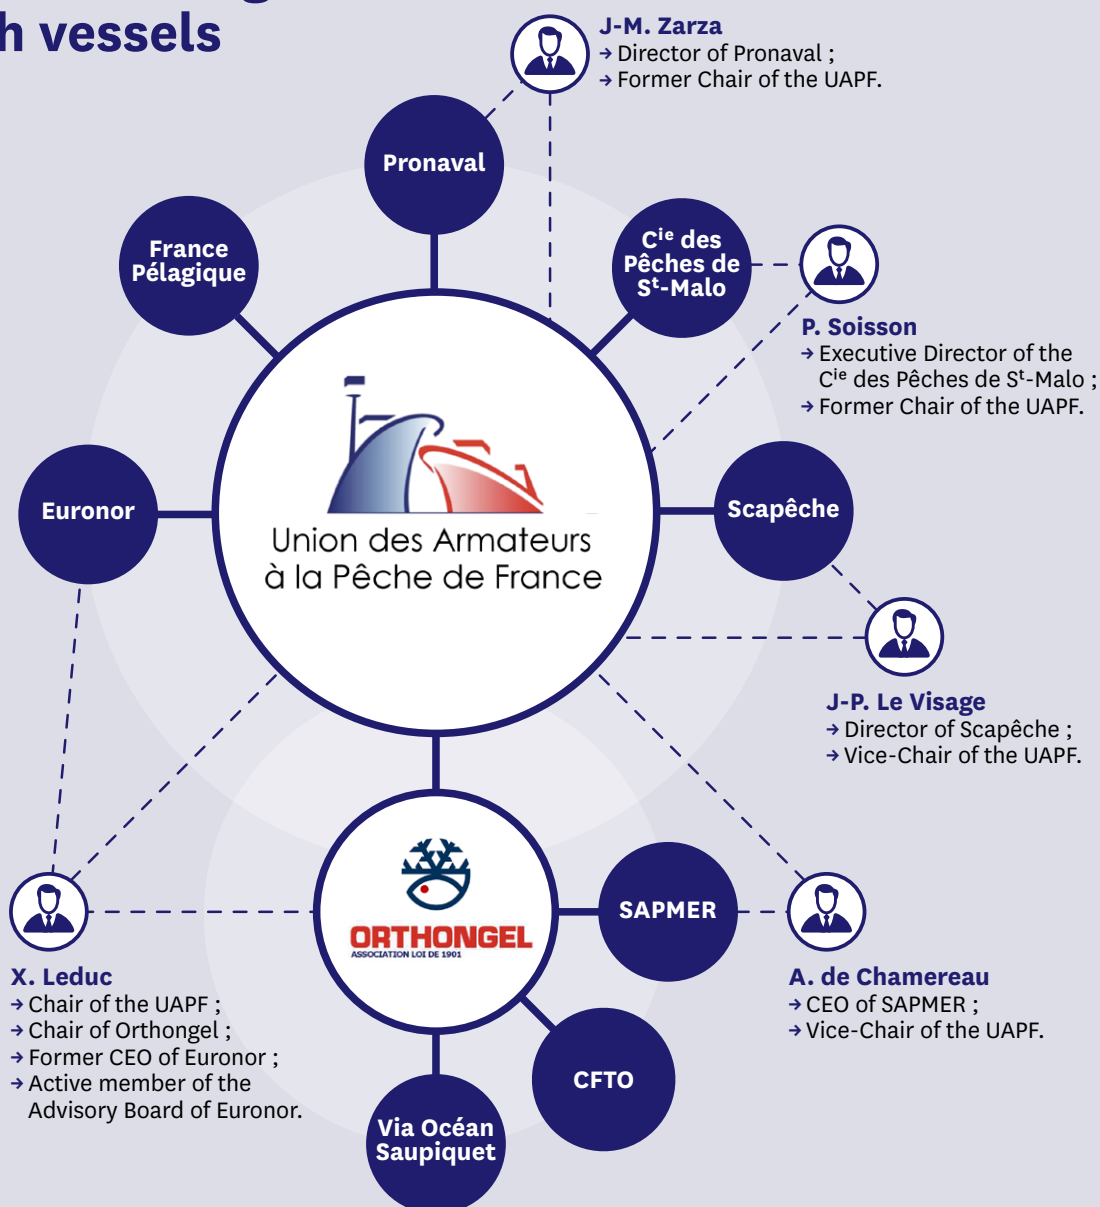 h vessels
J-M. Zarza
→ Director of Pronaval ;
→ Former Chair of the UAPF.
Pronaval
France
Pélagique
Cⁱᵉ des
Pêches de
Sᵗ-Malo
P. Soisson
→ Executive Director of the
Cⁱᵉ des Pêches de Sᵗ-Malo ;
→ Former Chair of the UAPF.
Euronor
Union des Armateurs
à la Pêche de France
Scapêche
J-P. Le Visage
→ Director of Scapêche ;
→ Vice-Chair of the UAPF.
ORTHONGEL
ASSOCIATION LOI DE 1901
SAPMER
X. Leduc
→ Chair of the UAPF ;
→ Chair of Orthongel ;
→ Former CEO of Euronor ;
→ Active member of the
Advisory Board of Euronor.
A. de Chamereau
→ CEO of SAPMER ;
→ Vice-Chair of the UAPF.
CFTO
Via Océan
Saupiquet